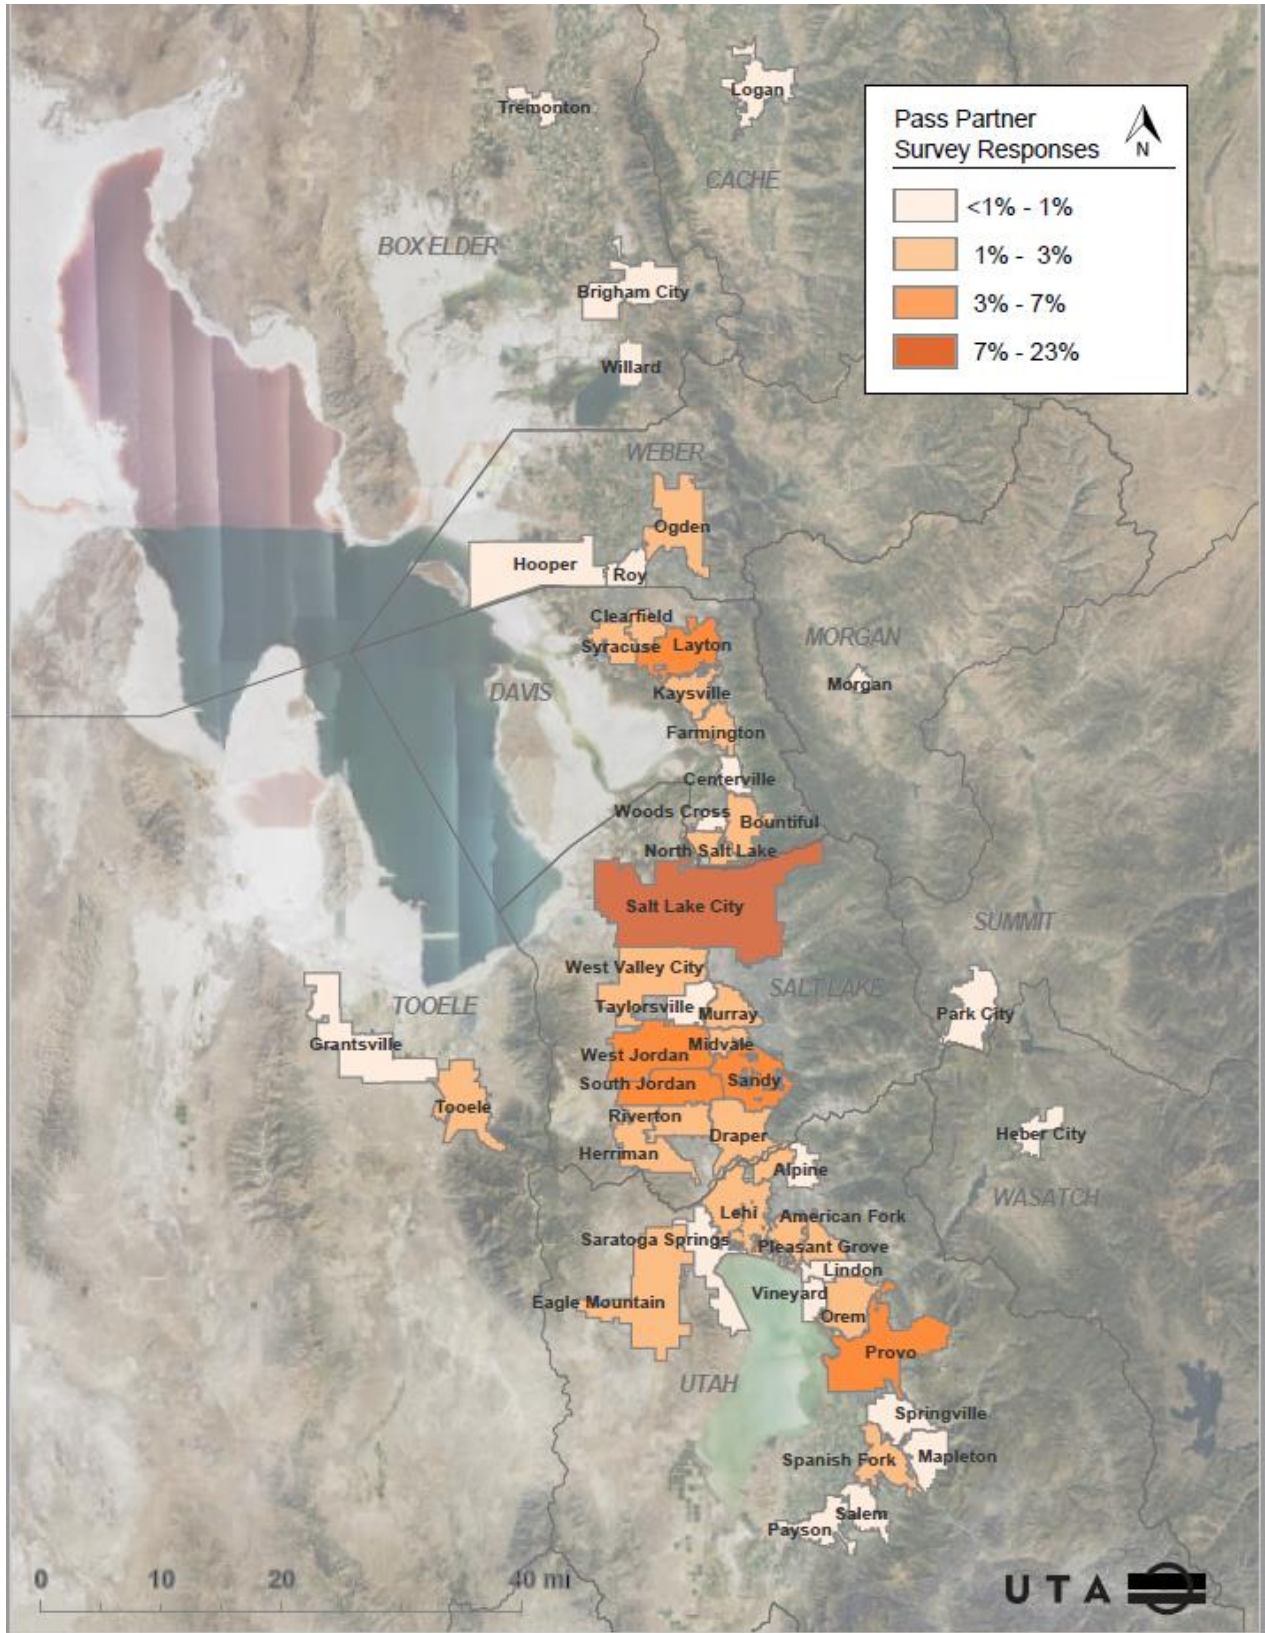 Logan
Tremonton
Pass Partner
Survey Responses
N
<1% - 1%
1% - 3%
3% - 7%
7% - 23%
CACHE
BOX ELDER
Brigham City
Willard
WEBER
Ogden
Hooper
Roy
Clearfield
Syracuse
Layton
MORGAN
Morgan
DAVIS
Kaysville
Farmington
Centerville
Woods Cross
Bountiful
North Salt Lake
Salt Lake City
SUMMIT
West Valley City
SALT LAKE
TOOELE
Taylorsville
Murray
Park City
Grantsville
Midvale
West Jordan
South Jordan
Sandy
Tooele
Riverton
Draper
Heber City
Herriman
Alpine
WASATCH
Lehi
American Fork
Saratoga Springs
Pleasant Grove
Lindon
Vineyard
Eagle Mountain
Orem
Provo
UTAH
Springville
Spanish Fork
Mapleton
Salem
Payson
0 10 20 40 mi
UTA